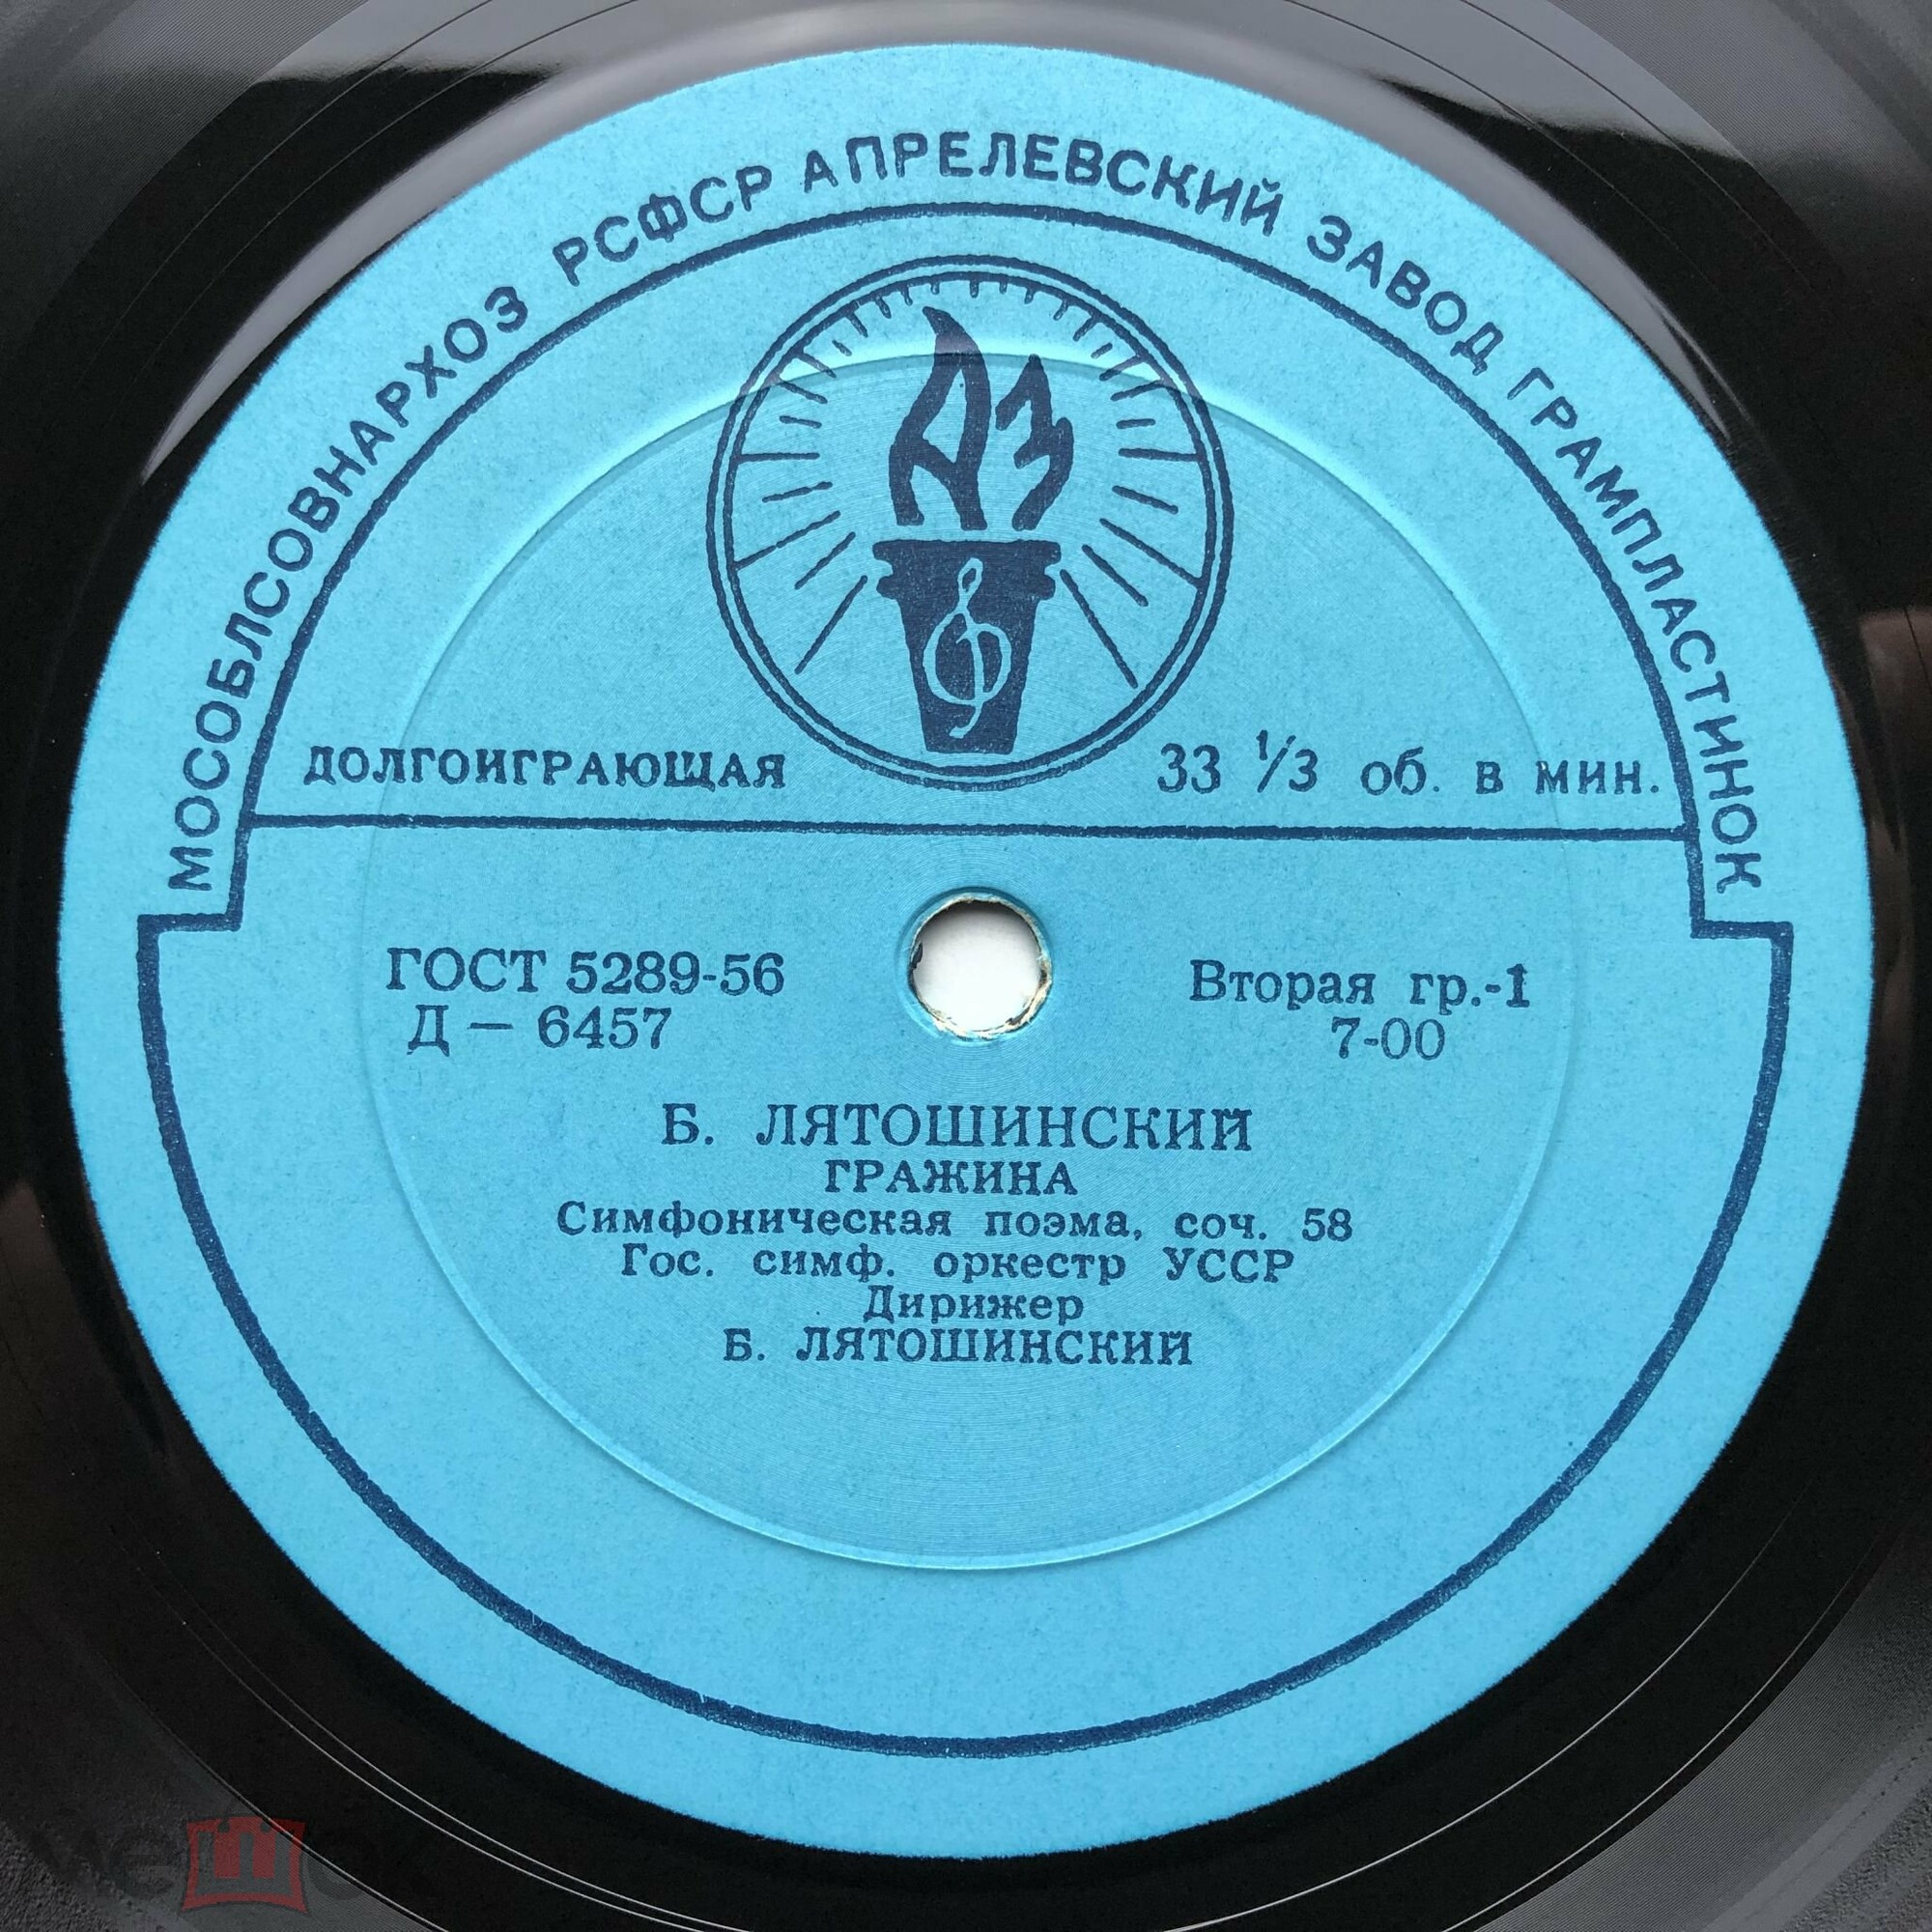 МОСОБЛСОВНАРХОЗ РСФСР АПРЕЛЕВСКИЙ ЗАВОД ГРАМПЛАСТИНОК
АЗ
ДОЛГОИГРАЮЩАЯ
33 1/3 об. в мин.
ГОСТ 5289-56
Д — 6457
Вторая гр.-1
7-00
Б. ЛЯТОШИНСКИЙ
ГРАЖИНА
Симфоническая поэма, соч. 58
Гос. симф. оркестр УССР
Дирижер
Б. ЛЯТОШИНСКИЙ
мешок